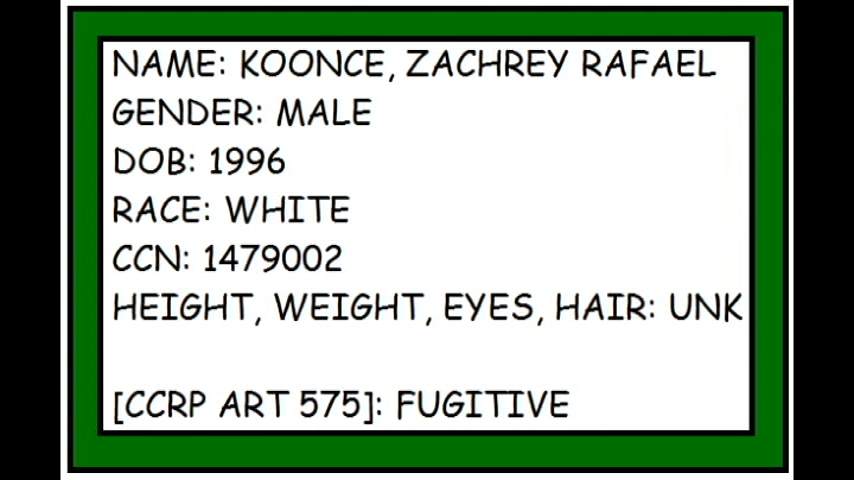 NAME: KOONCE, ZACHREY RAFAEL
GENDER: MALE
DOB: 1996
RACE: WHITE
CCN: 1479002
HEIGHT, WEIGHT, EYES, HAIR: UNK
[CCRP ART 575]: FUGITIVE